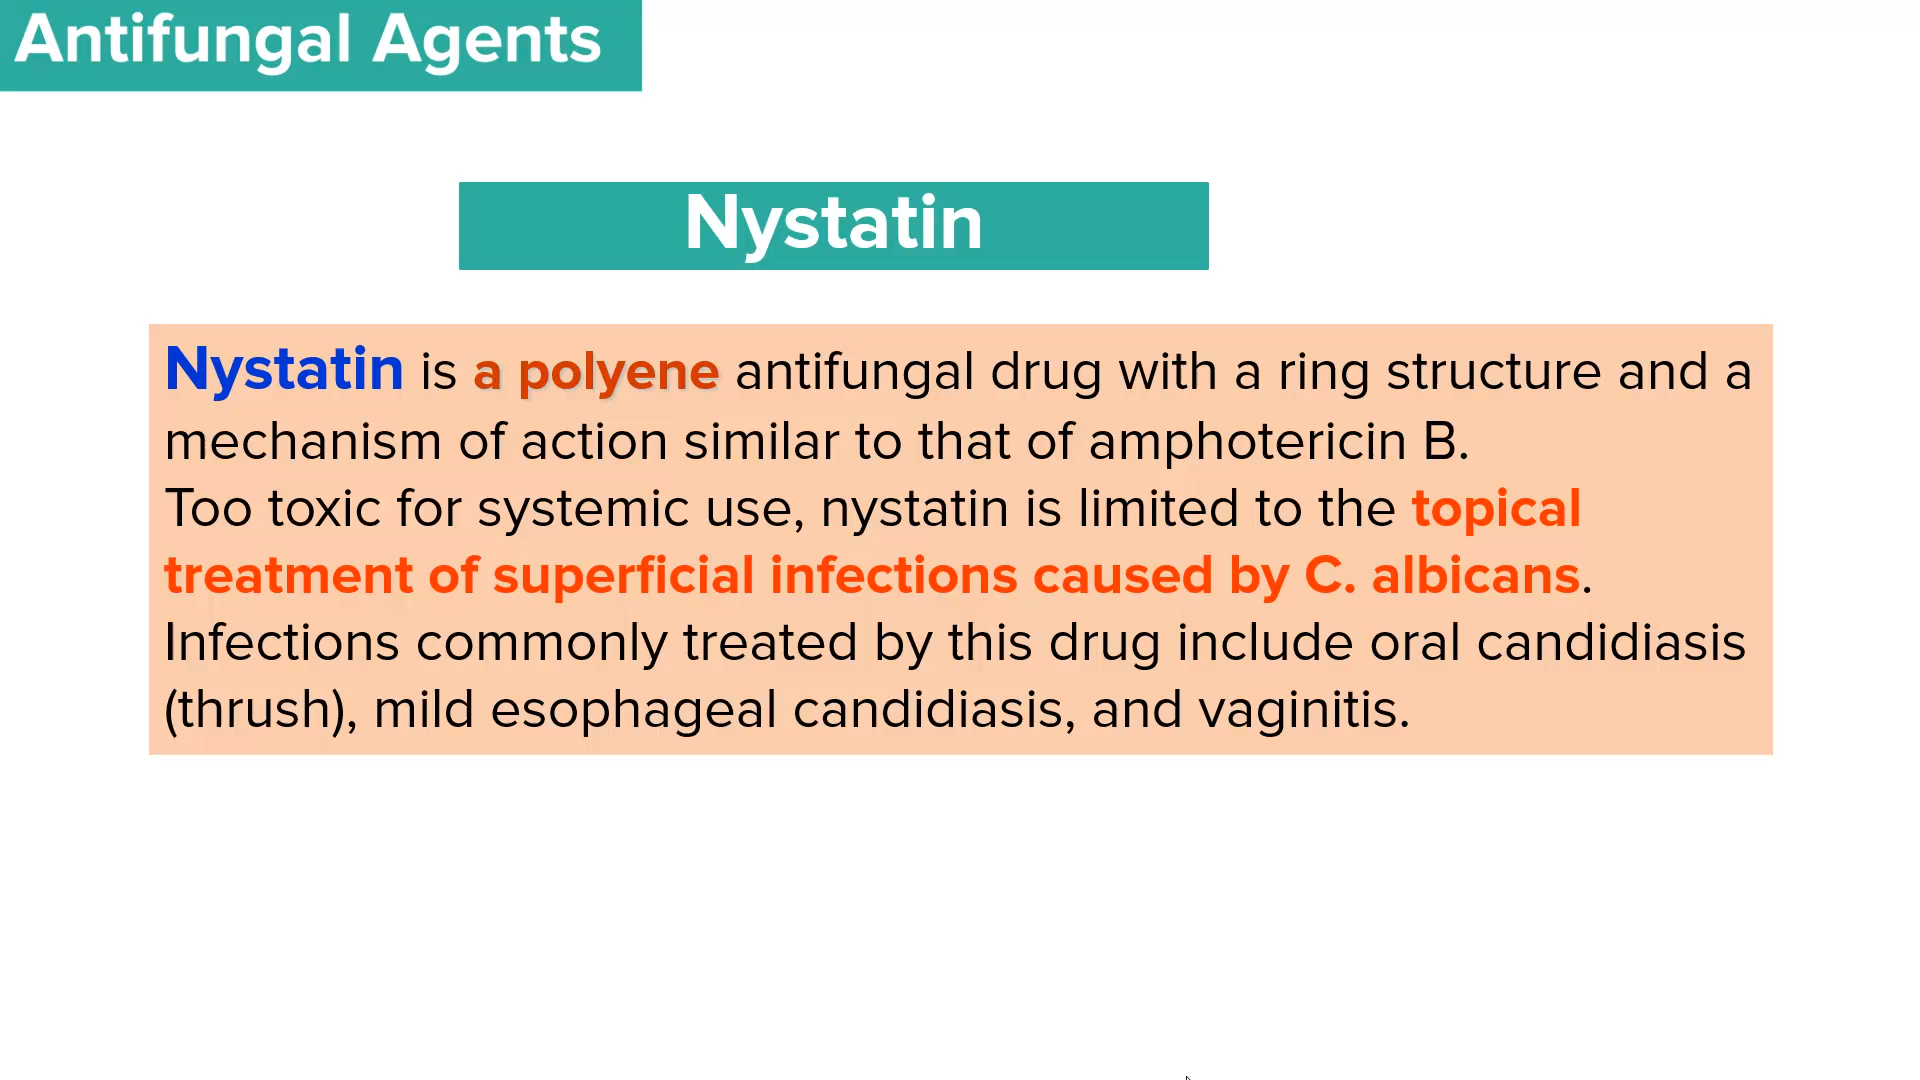 Antifungal Agents
Nystatin
Nystatin is a polyene antifungal drug with a ring structure and a
mechanism of action similar to that of amphotericin B.
Too toxic for systemic use, nystatin is limited to the topical
treatment of superficial infections caused by C. albicans.
Infections commonly treated by this drug include oral candidiasis
(thrush), mild esophageal candidiasis, and vaginitis.